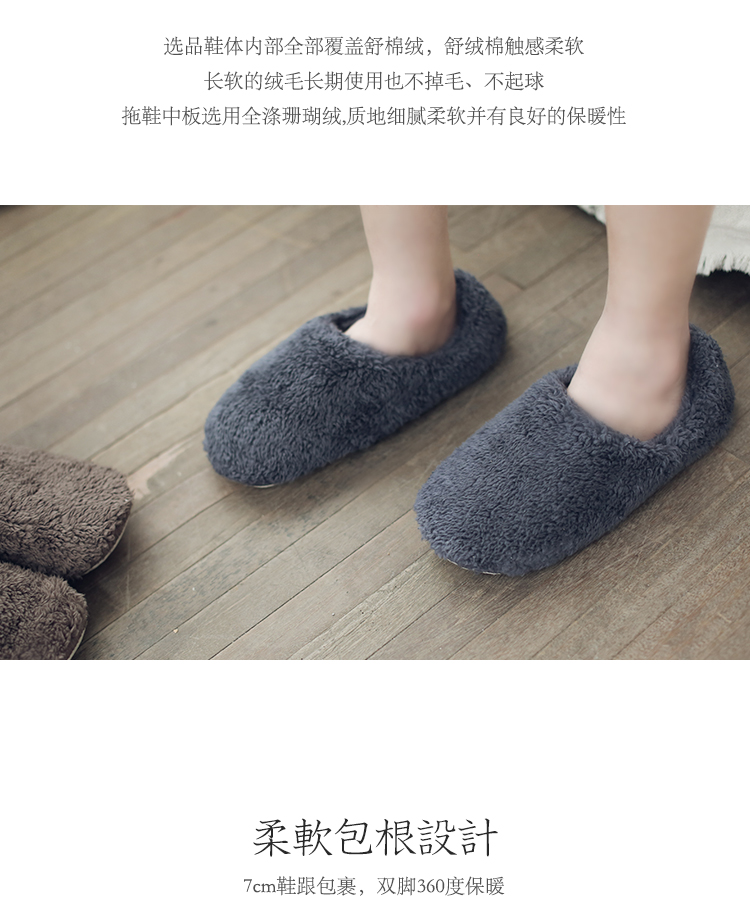 选品鞋体内部全部覆盖舒棉绒，舒绒棉触感柔软
长软的绒毛长期使用也不掉毛、不起球
拖鞋中板选用全涤珊瑚绒,质地细腻柔软并有良好的保暖性
柔軟包根設計
7cm鞋跟包裹，双脚360度保暖